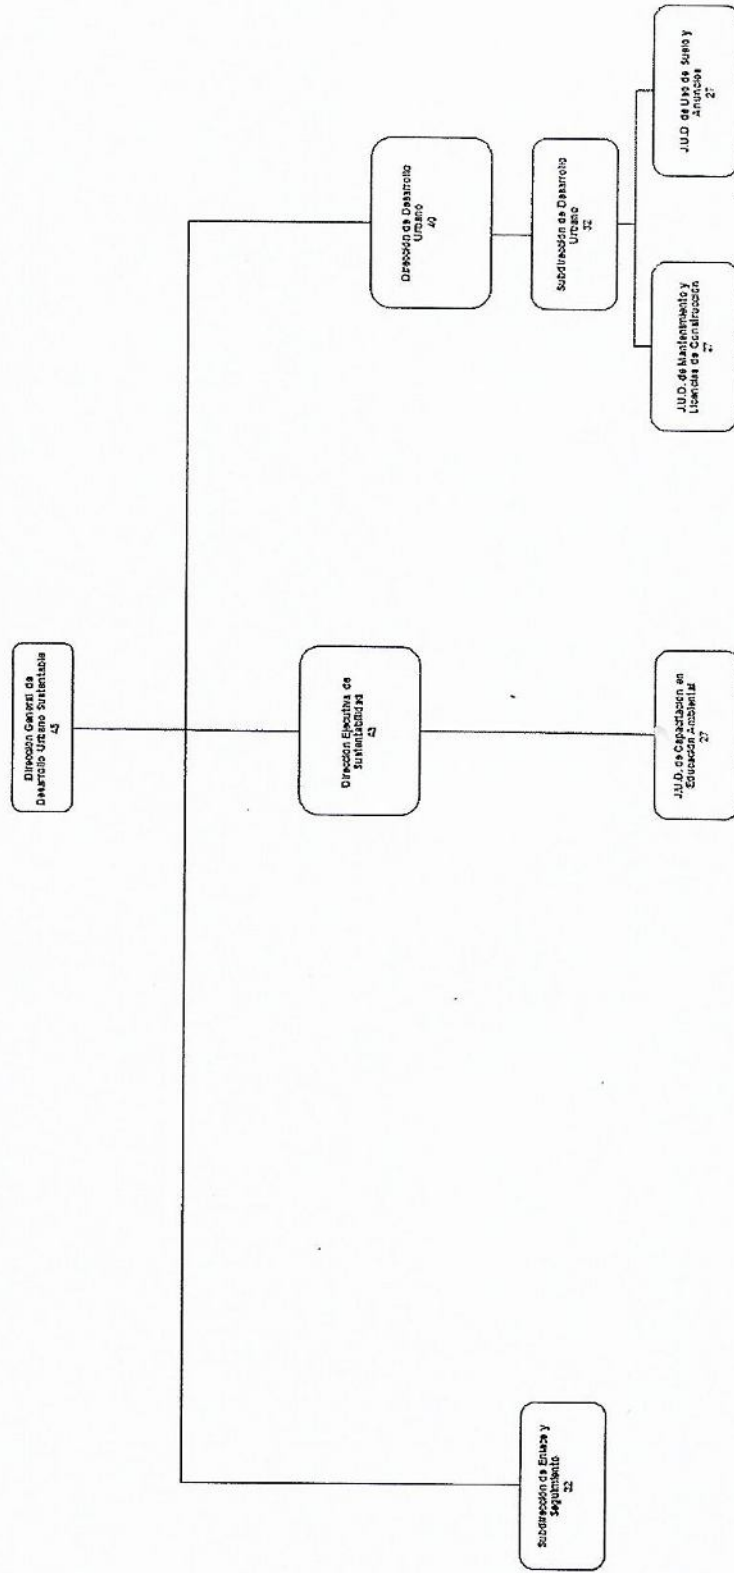 Dirección General de
Desarrollo Urbano Sustentable
45
Dirección Ejecutiva de
Sustentabilidad
43
Dirección de Desarrollo
Urbano
40
Subdirección de Enlace y
Seguimiento
32
Subdirección de Desarrollo
Urbano
32
J.U.D. de Capacitación en
Educación Ambiental
27
J.U.D. de Mantenimiento y
Licencias de Construcción
27
J.U.D. de Uso de Suelo y
Anuncios
27